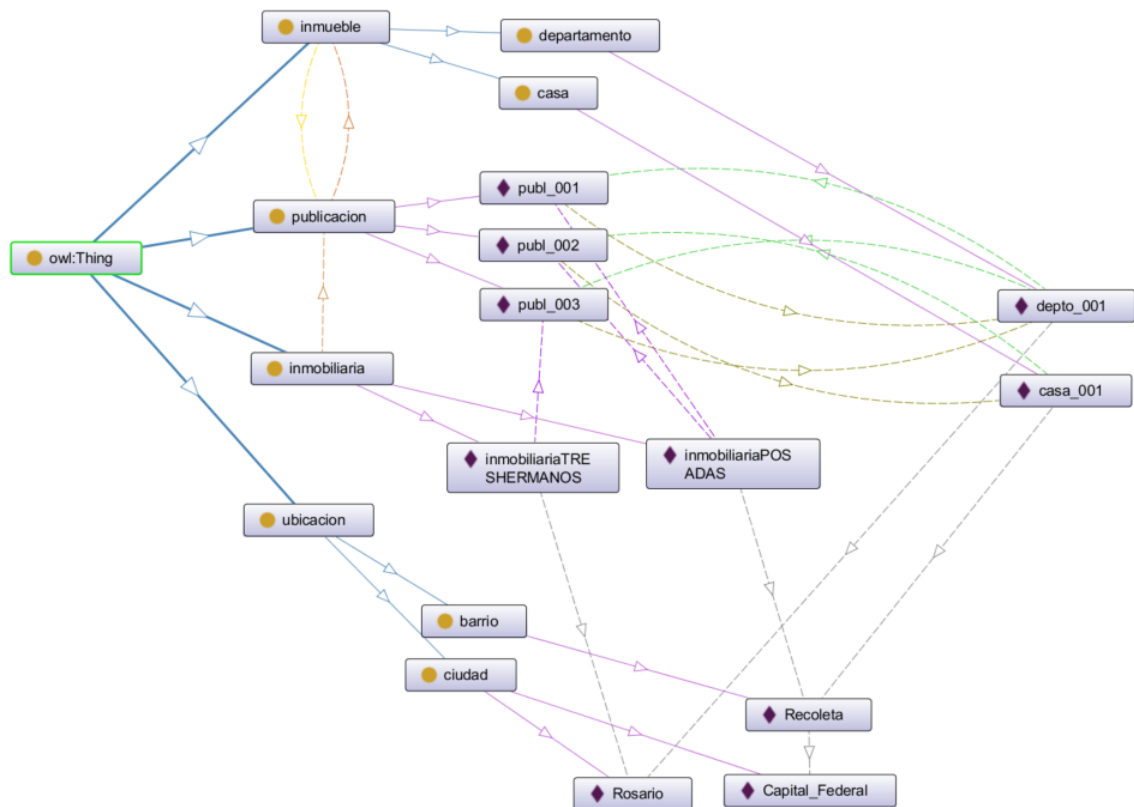 inmueble
departamento
casa
publ_001
publicacion
publ_002
owl:Thing
publ_003
depto_001
inmobiliaria
casa_001
inmobiliariaTRE
SHERMANOS
inmobiliariaPOS
ADAS
ubicacion
barrio
ciudad
Recoleta
Rosario
Capital_Federal